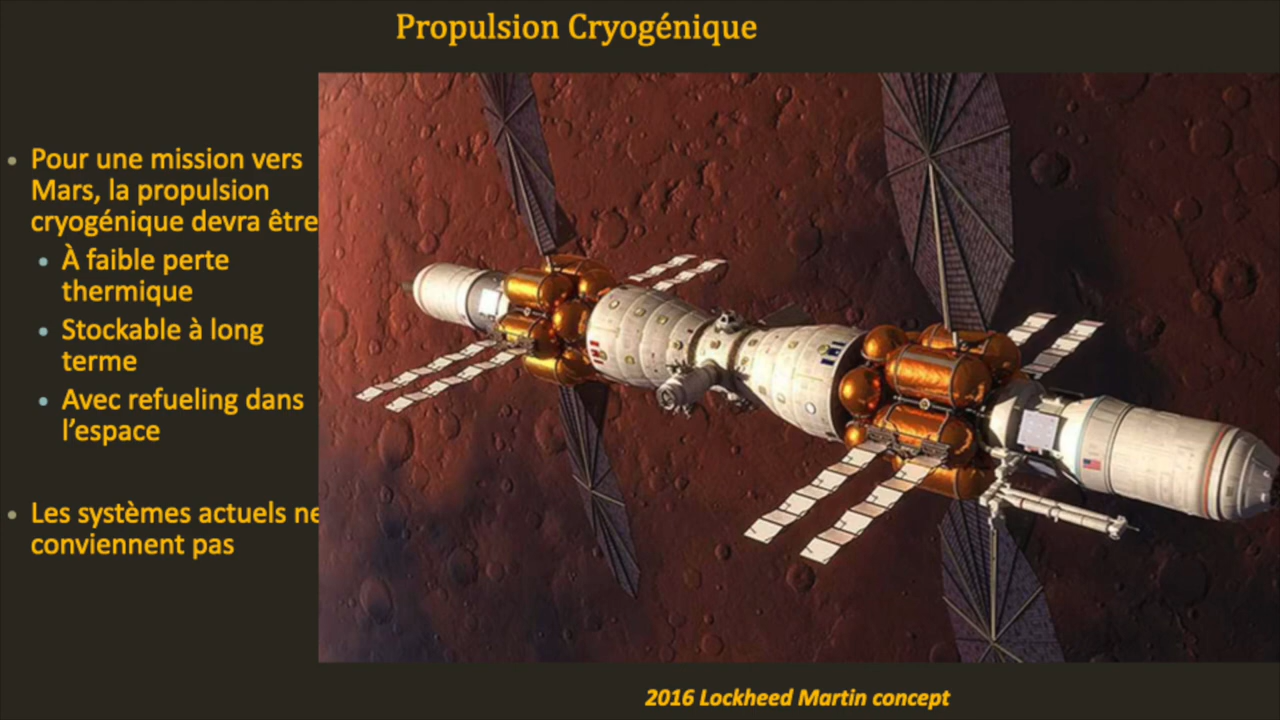 Propulsion Cryogénique
• Pour une mission vers
Mars, la propulsion
cryogénique devra être
• À faible perte
thermique
• Stockable à long
terme
• Avec refueling dans
l’espace
• Les systèmes actuels ne
conviennent pas
2016 Lockheed Martin concept